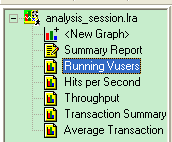 analysis_session.lra
<New Graph>
Summary Report
Running Vusers
Hits per Second
Throughput
Transaction Summary
Average Transaction